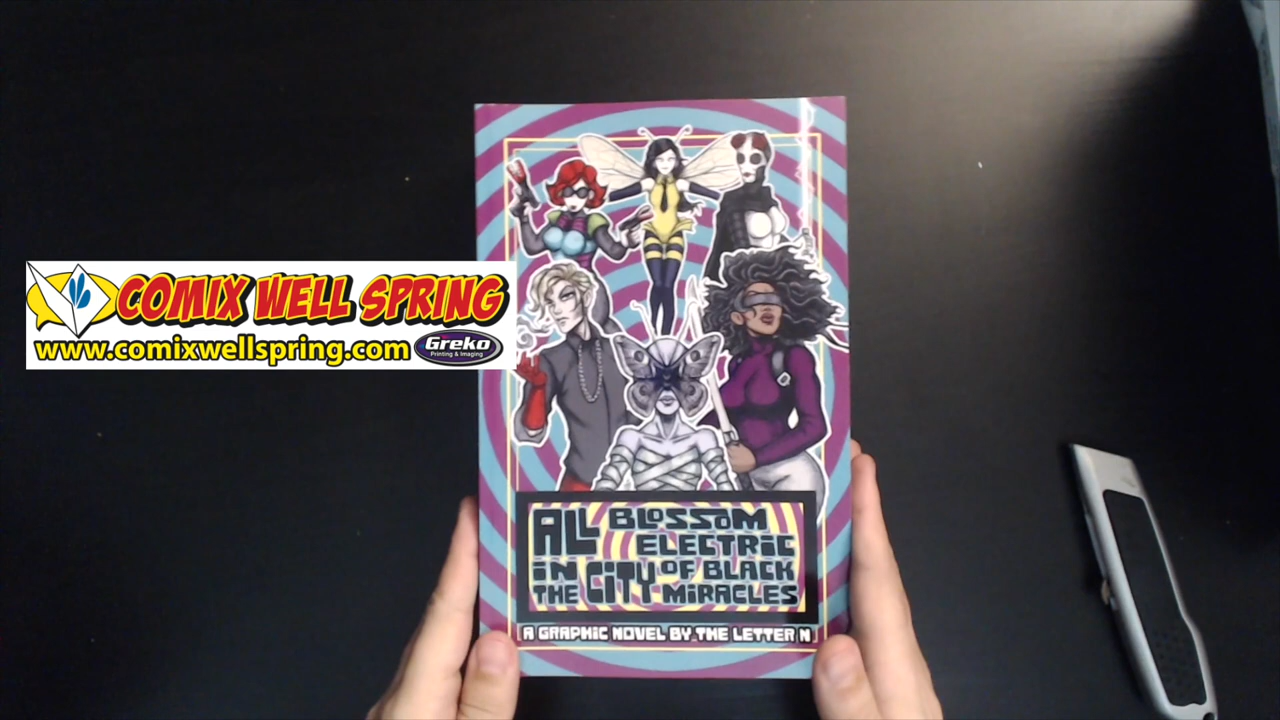 COMIX WELL SPRING
www.comixwellspring.com
Greko
Printing & Imaging
ALL BLOSSOM
ELECTRIC
IN CITY OF BLACK
THE MIRACLES
A GRAPHIC NOVEL BY THE LETTER N